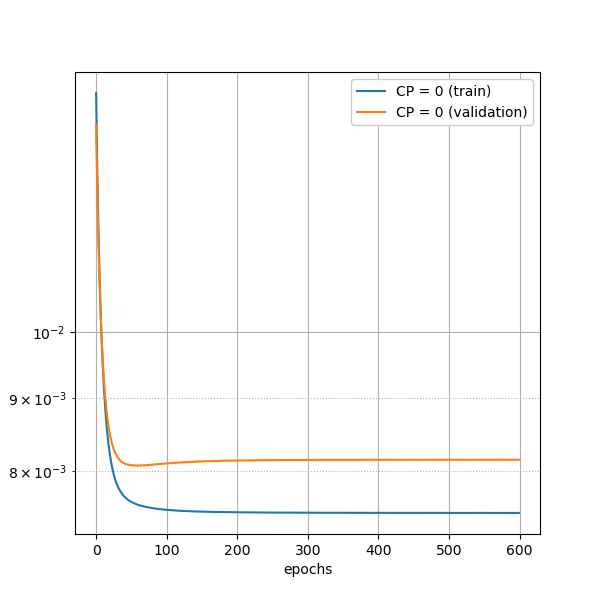 CP = 0 (train)
CP = 0 (validation)
10⁻²
9 × 10⁻³
8 × 10⁻³
0 100 200 300 400 500 600
epochs